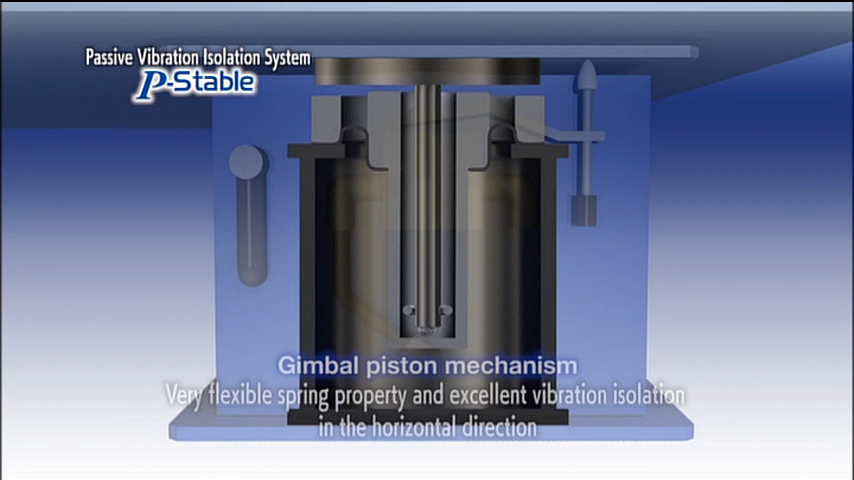 Passive Vibration Isolation System
P-Stable
Gimbal piston mechanism
Very flexible spring property and excellent vibration isolation
in the horizontal direction